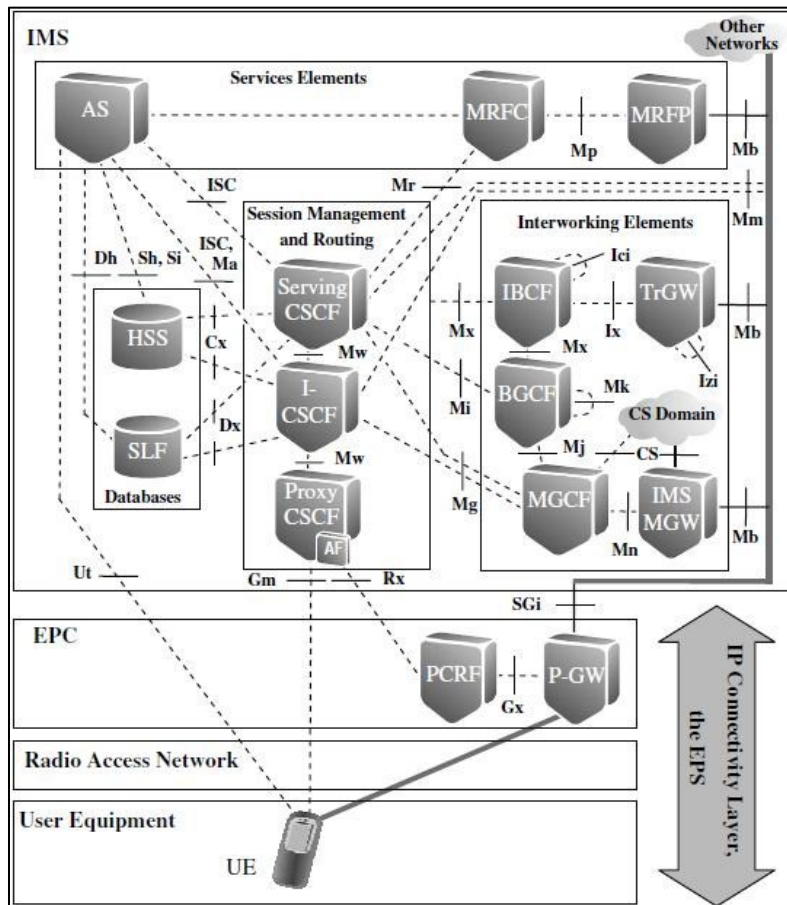 Other
Networks
IMS
Services Elements
AS
MRFC
MRFP
Mp
Mb
ISC
Mr
Mm
Session Management
and Routing
Interworking Elements
ISC,
Ma
Dh
Sh, Si
Ici
Serving
CSCF
IBCF
TrGW
HSS
Cx
Mx
Ix
Mb
Mw
Mx
Izi
I-
CSCF
Mi
BGCF
Mk
CS Domain
SLF
Dx
Mj
CS
Mw
Databases
Proxy
CSCF
AF
Mg
MGCF
IMS
MGW
Mn
Mb
Ut
Gm
Rx
SGi
EPC
PCRF
P-GW
Gx
IP Connectivity Layer,
the EPS
Radio Access Network
User Equipment
UE